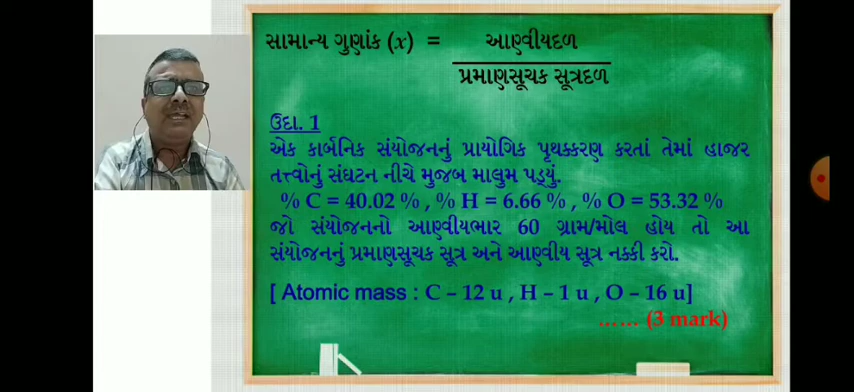 સામાન્ય ગુણાંક (x) = આણ્વીયદળ
પ્રમાણસૂચક સૂત્રદળ
ઉદા. 1
એક કાર્બનિક સંયોજનનું પ્રાયોગિક પૃથક્કરણ કરતાં તેમાં હાજર
તત્ત્વોનું સંઘટન નીચે મુજબ માલુમ પડ્યું.
% C = 40.02 % , % H = 6.66 % , % O = 53.32 %
જો સંયોજનનો આણ્વીયભાર 60 ગ્રામ/મોલ હોય તો આ
સંયોજનનું પ્રમાણસૂચક સૂત્ર અને આણ્વીય સૂત્ર નક્કી કરો.
[ Atomic mass : C – 12 u , H – 1 u , O – 16 u]
…… (3 mark)